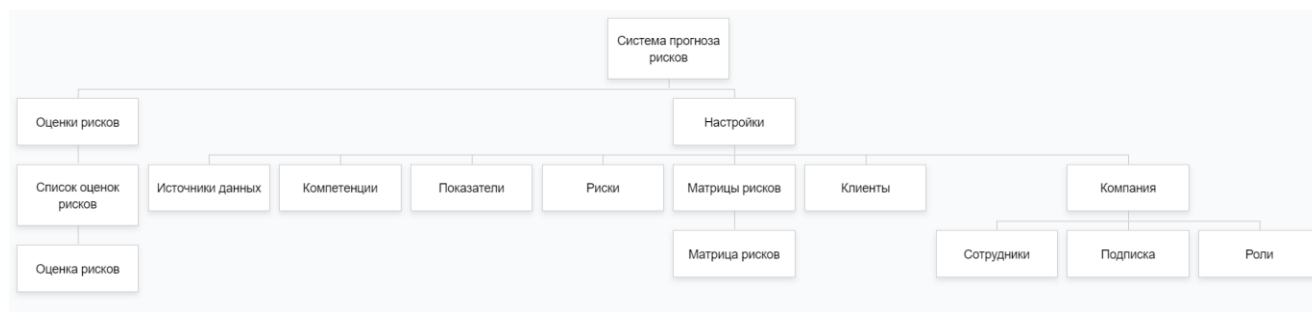 Система прогноза
рисков
Оценки рисков
Настройки
Список оценок
рисков
Источники данных
Компетенции
Показатели
Риски
Матрицы рисков
Клиенты
Компания
Оценка рисков
Матрица рисков
Сотрудники
Подписка
Роли